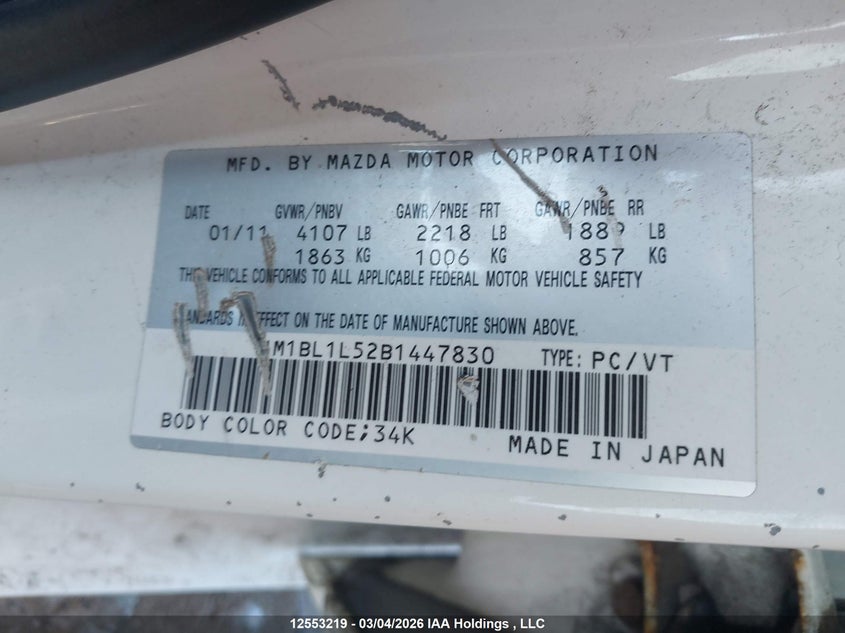 MFD. BY MAZDA MOTOR CORPORATION
DATE GVWR/PNBV GAWR/PNBE FRT GAWR/PNBE RR
01/11 4107 LB 2218 LB 1889 LB
1863 KG 1006 KG 857 KG
THIS VEHICLE CONFORMS TO ALL APPLICABLE FEDERAL MOTOR VEHICLE SAFETY
STANDARDS IN EFFECT ON THE DATE OF MANUFACTURE SHOWN ABOVE.
M1BL1L52B1447830 TYPE: PC/VT
BODY COLOR CODE;34K
MADE IN JAPAN
12553219 - 03/04/2026 IAA Holdings , LLC